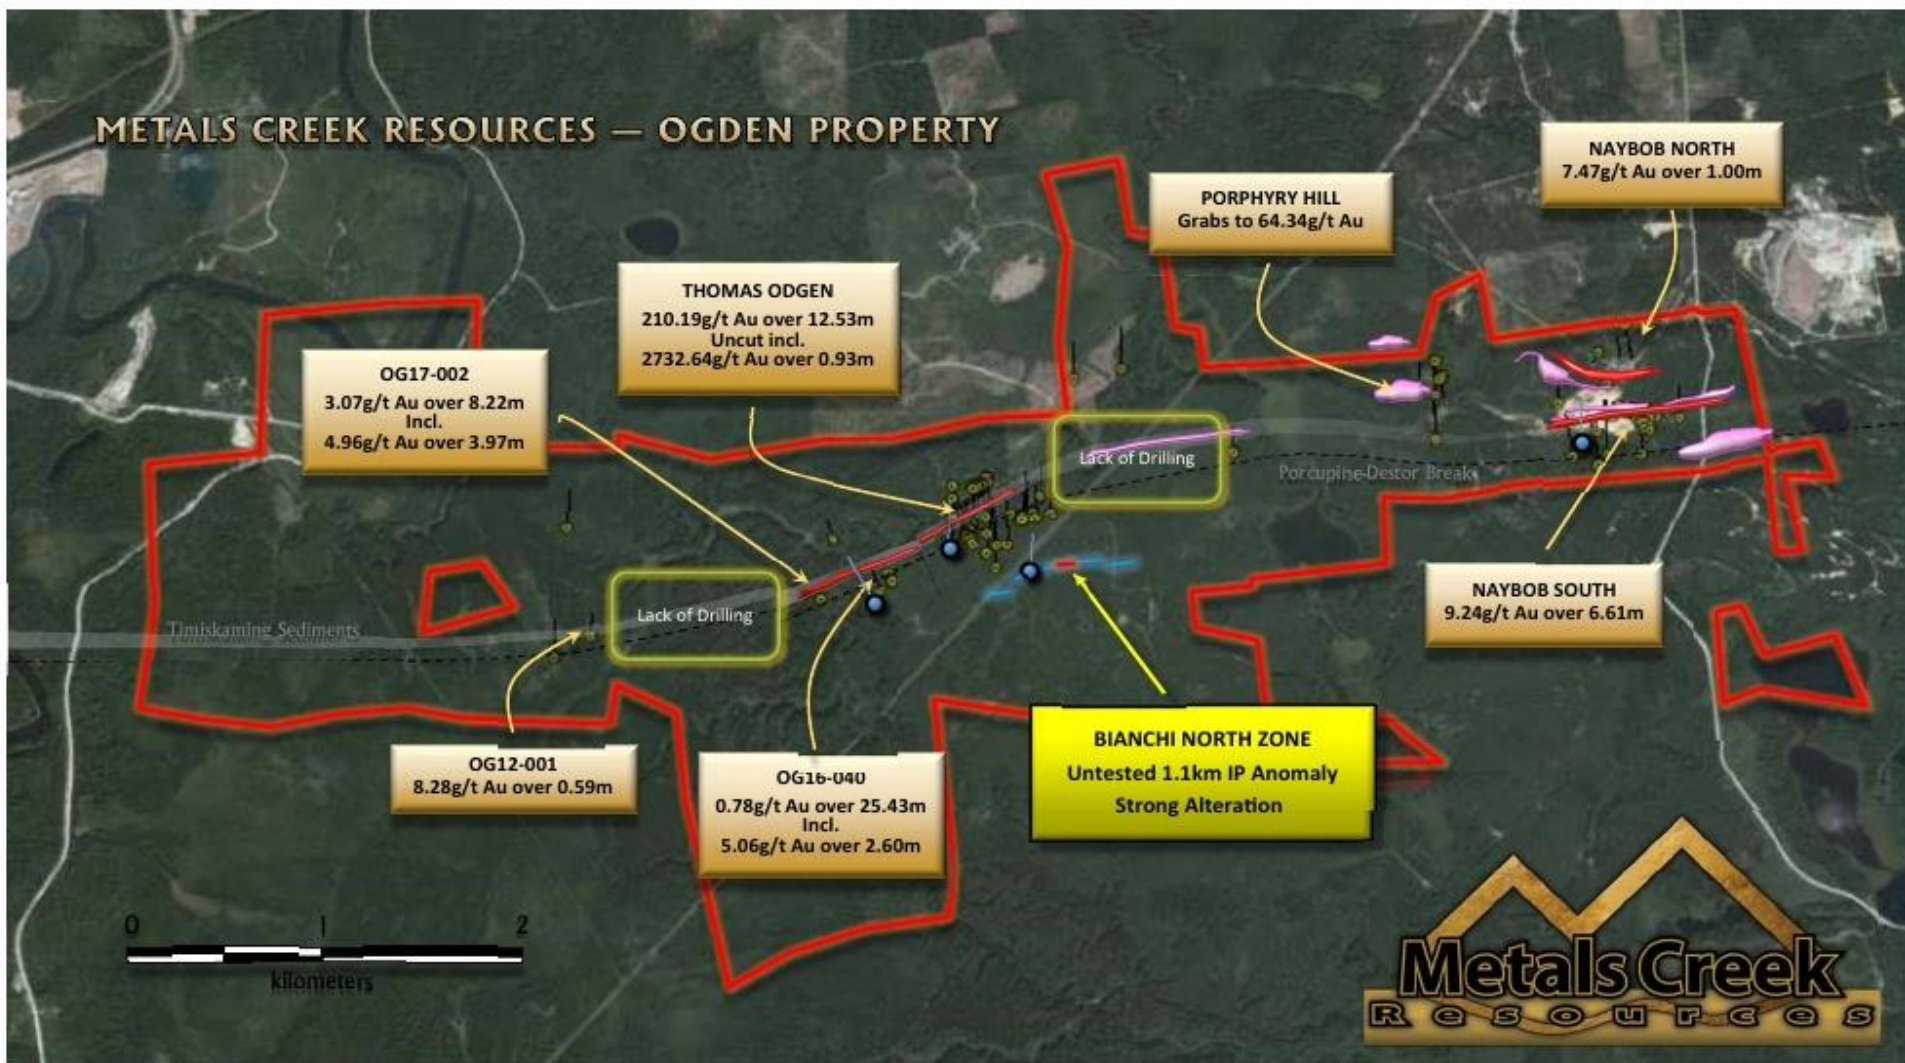 METALS CREEK RESOURCES — OGDEN PROPERTY
NAYBOB NORTH
7.47g/t Au over 1.00m
PORPHYRY HILL
Grabs to 64.34g/t Au
THOMAS ODGEN
210.19g/t Au over 12.53m
Uncut incl.
2732.64g/t Au over 0.93m
OG17-002
3.07g/t Au over 8.22m
Incl.
4.96g/t Au over 3.97m
Lack of Drilling
Porcupine-Destor Break
Lack of Drilling
Timiskaming Sediments
NAYBOB SOUTH
9.24g/t Au over 6.61m
BIANCHI NORTH ZONE
Untested 1.1km IP Anomaly
Strong Alteration
OG12-001
8.28g/t Au over 0.59m
OG16-040
0.78g/t Au over 25.43m
Incl.
5.06g/t Au over 2.60m
0 1 2
kilometers
Metals Creek
Resources